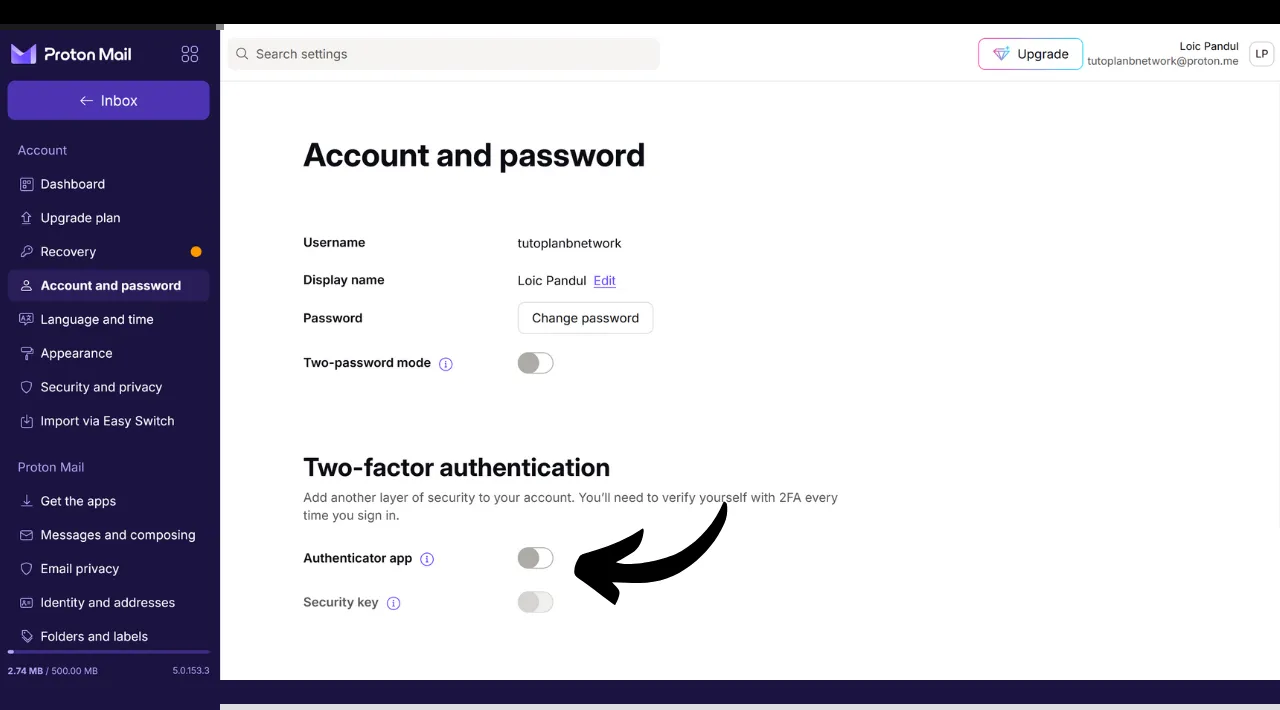 Proton Mail
Search settings
Upgrade
Loic Pandul
tutoplanbnetwork@proton.me
LP
← Inbox
Account
Dashboard
Upgrade plan
Recovery
Account and password
Language and time
Appearance
Security and privacy
Import via Easy Switch
Proton Mail
Get the apps
Messages and composing
Email privacy
Identity and addresses
Folders and labels
2.74 MB / 500.00 MB
5.0.153.3
Account and password
Username
tutoplanbnetwork
Display name
Loic Pandul Edit
Password
Change password
Two-password mode
Two-factor authentication
Add another layer of security to your account. You’ll need to verify yourself with 2FA every
time you sign in.
Authenticator app
Security key